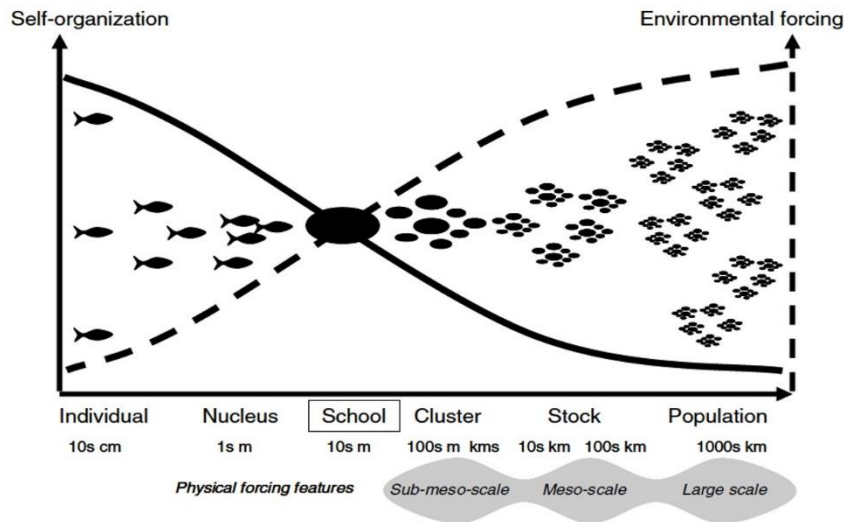 Self-organization Environmental forcing
Individual Nucleus School Cluster Stock Population
10s cm 1s m 10s m 100s m kms 10s km 100s km 1000s km
Physical forcing features Sub-meso-scale Meso-scale Large scale